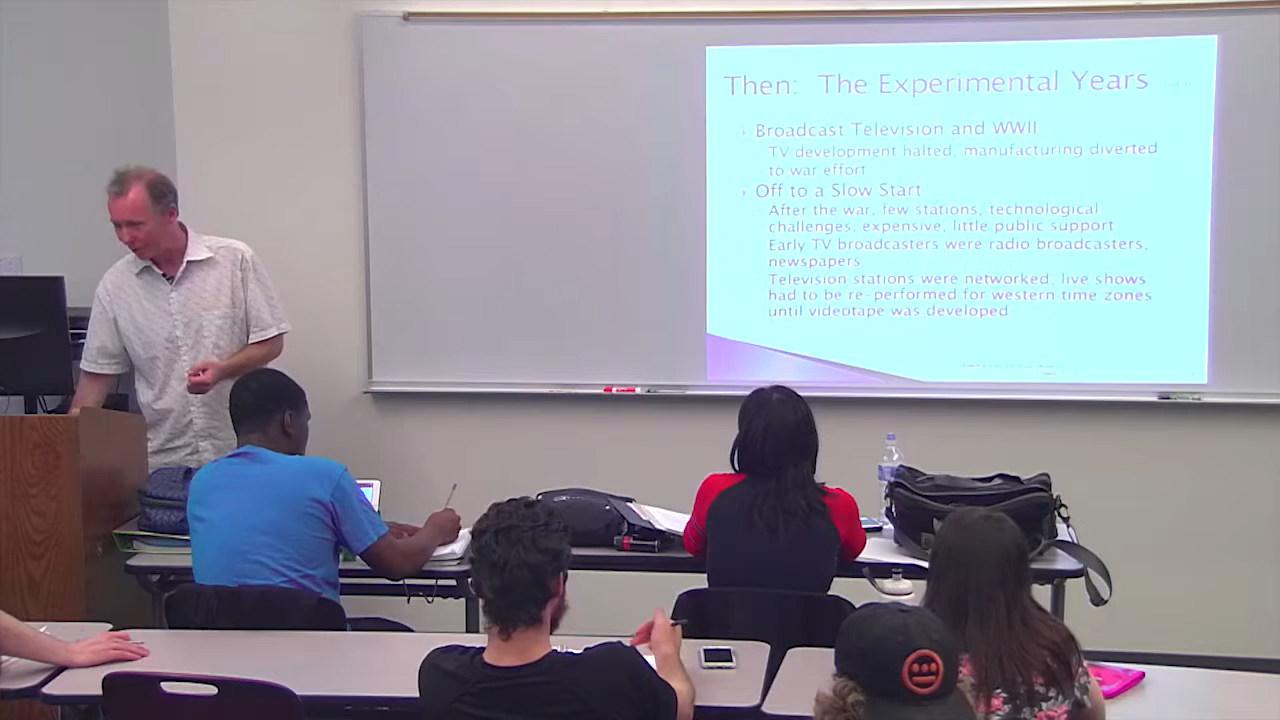 Then: The Experimental Years
Broadcast Television and WWII
TV development halted, manufacturing diverted
to war effort
Off to a Slow Start
After the war, few stations, technological
challenges, expensive, little public support
Early TV broadcasters were radio broadcasters,
newspapers
Television stations were networked, live shows
had to be re-performed for western time zones
until videotape was developed